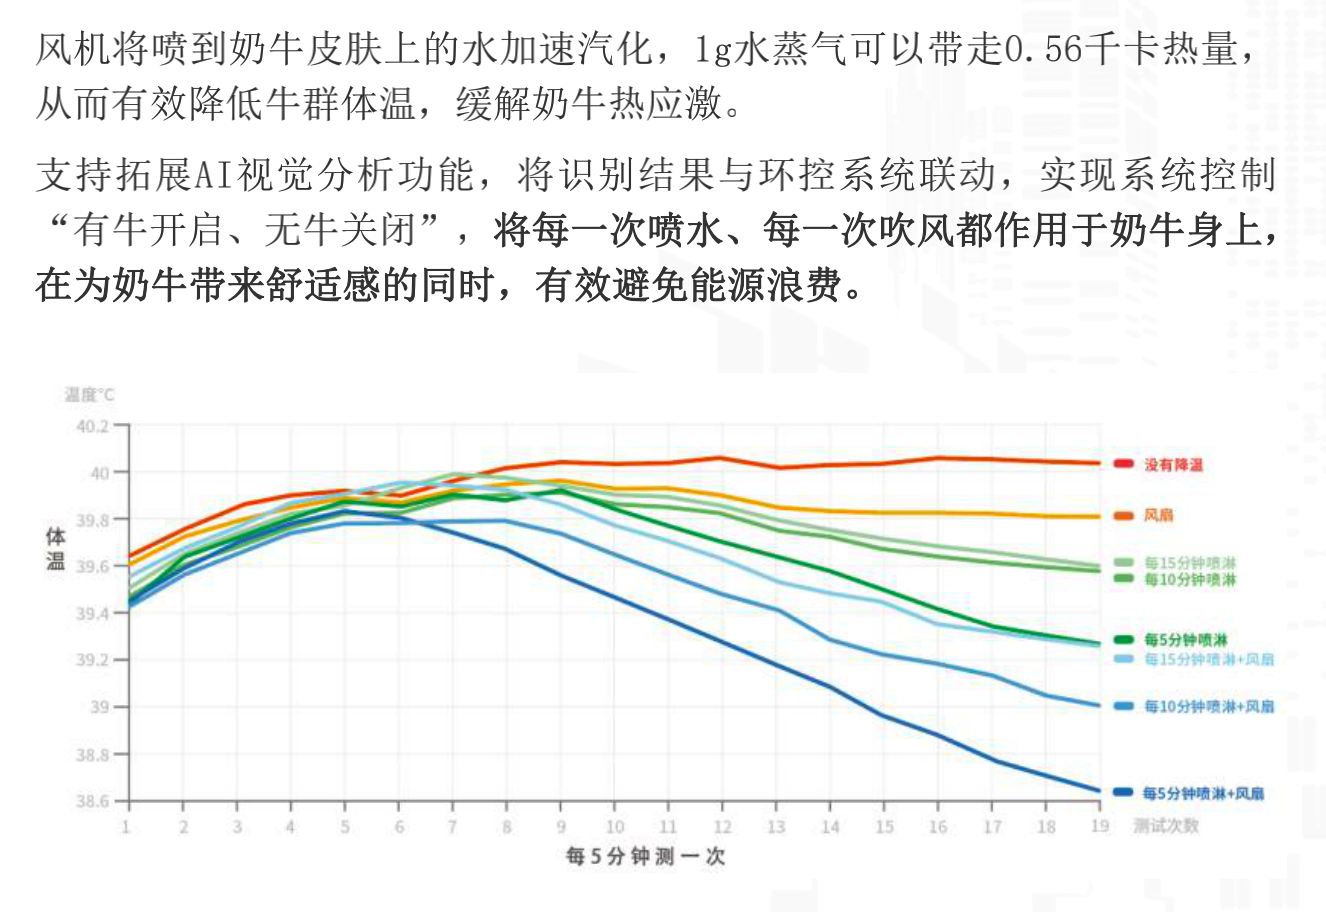 风机将喷到奶牛皮肤上的水加速汽化，1g水蒸气可以带走0.56千卡热量，
从而有效降低牛群体温，缓解奶牛热应激。
支持拓展AI视觉分析功能，将识别结果与环控系统联动，实现系统控制
“有牛开启、无牛关闭”，将每一次喷水、每一次吹风都作用于奶牛身上，
在为奶牛带来舒适感的同时，有效避免能源浪费。
温度℃
40.2
40
39.8
39.6
39.4
39.2
39
38.8
38.6
体
温
没有降温
风扇
每15分钟喷淋
每10分钟喷淋
每5分钟喷淋
每15分钟喷淋+风扇
每10分钟喷淋+风扇
每5分钟喷淋+风扇
1 2 3 4 5 6 7 8 9 10 11 12 13 14 15 16 17 18 19 测试次数
每5分钟测一次